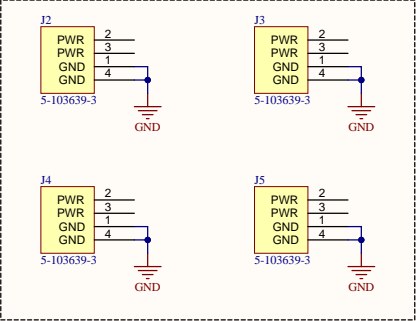 J2
PWR 2
PWR 3
GND 1
GND 4
5-103639-3
GND
J3
PWR 2
PWR 3
GND 1
GND 4
5-103639-3
GND
J4
PWR 2
PWR 3
GND 1
GND 4
5-103639-3
GND
J5
PWR 2
PWR 3
GND 1
GND 4
5-103639-3
GND